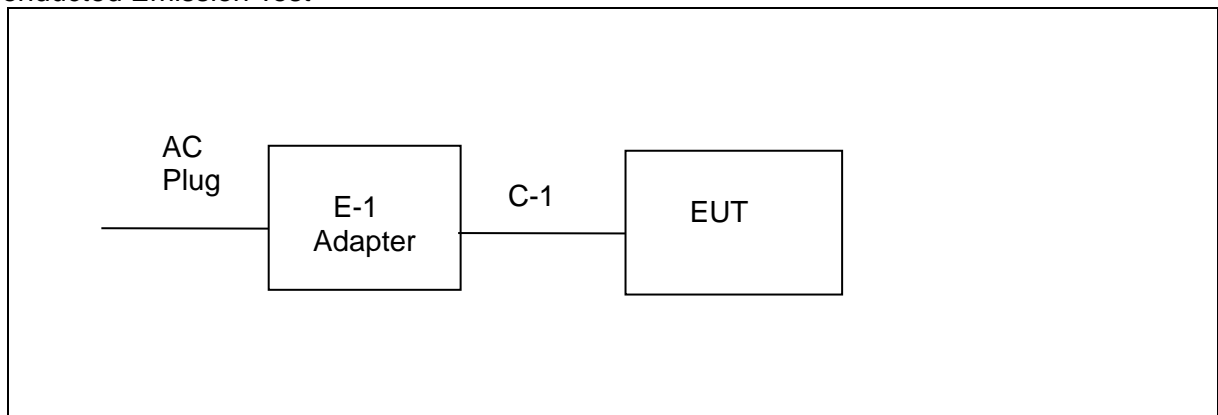 onducted Emission Test
AC
Plug
E-1
Adapter
C-1
EUT